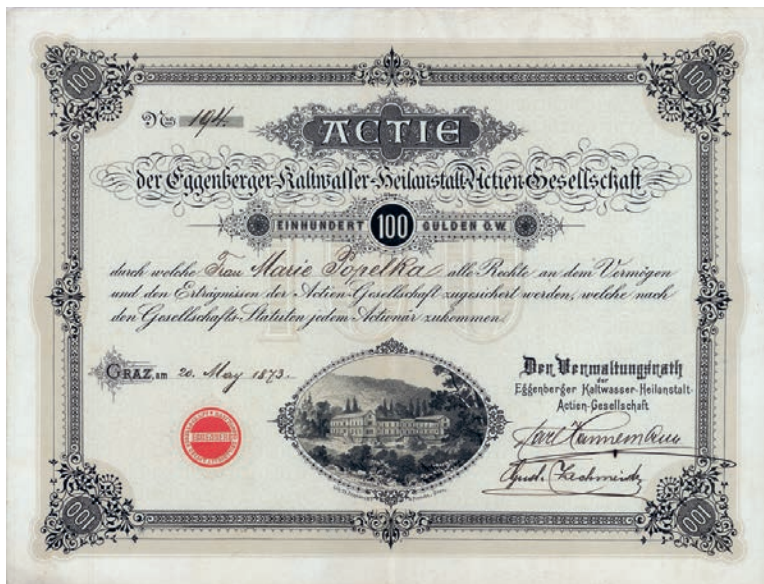 100 100
No. 194.
ACTIE
der Eggenberger-Kaltwasser-Heilanstalt-Actien-Gesellschaft
EINHUNDERT 100 GULDEN Ö.W.
durch welche Frau Marie Popelka alle Rechte an dem Vermögen
und den Erträgnissen der Actien-Gesellschaft zugesichert werden, welche nach
den Gesellschafts-Statuten jedem Actionär zukommen.
GRAZ, am 20. May 1873.
Der Verwaltungsrath
der
Eggenberger Kaltwasser-Heilanstalt-
Actien-Gesellschaft
100 100